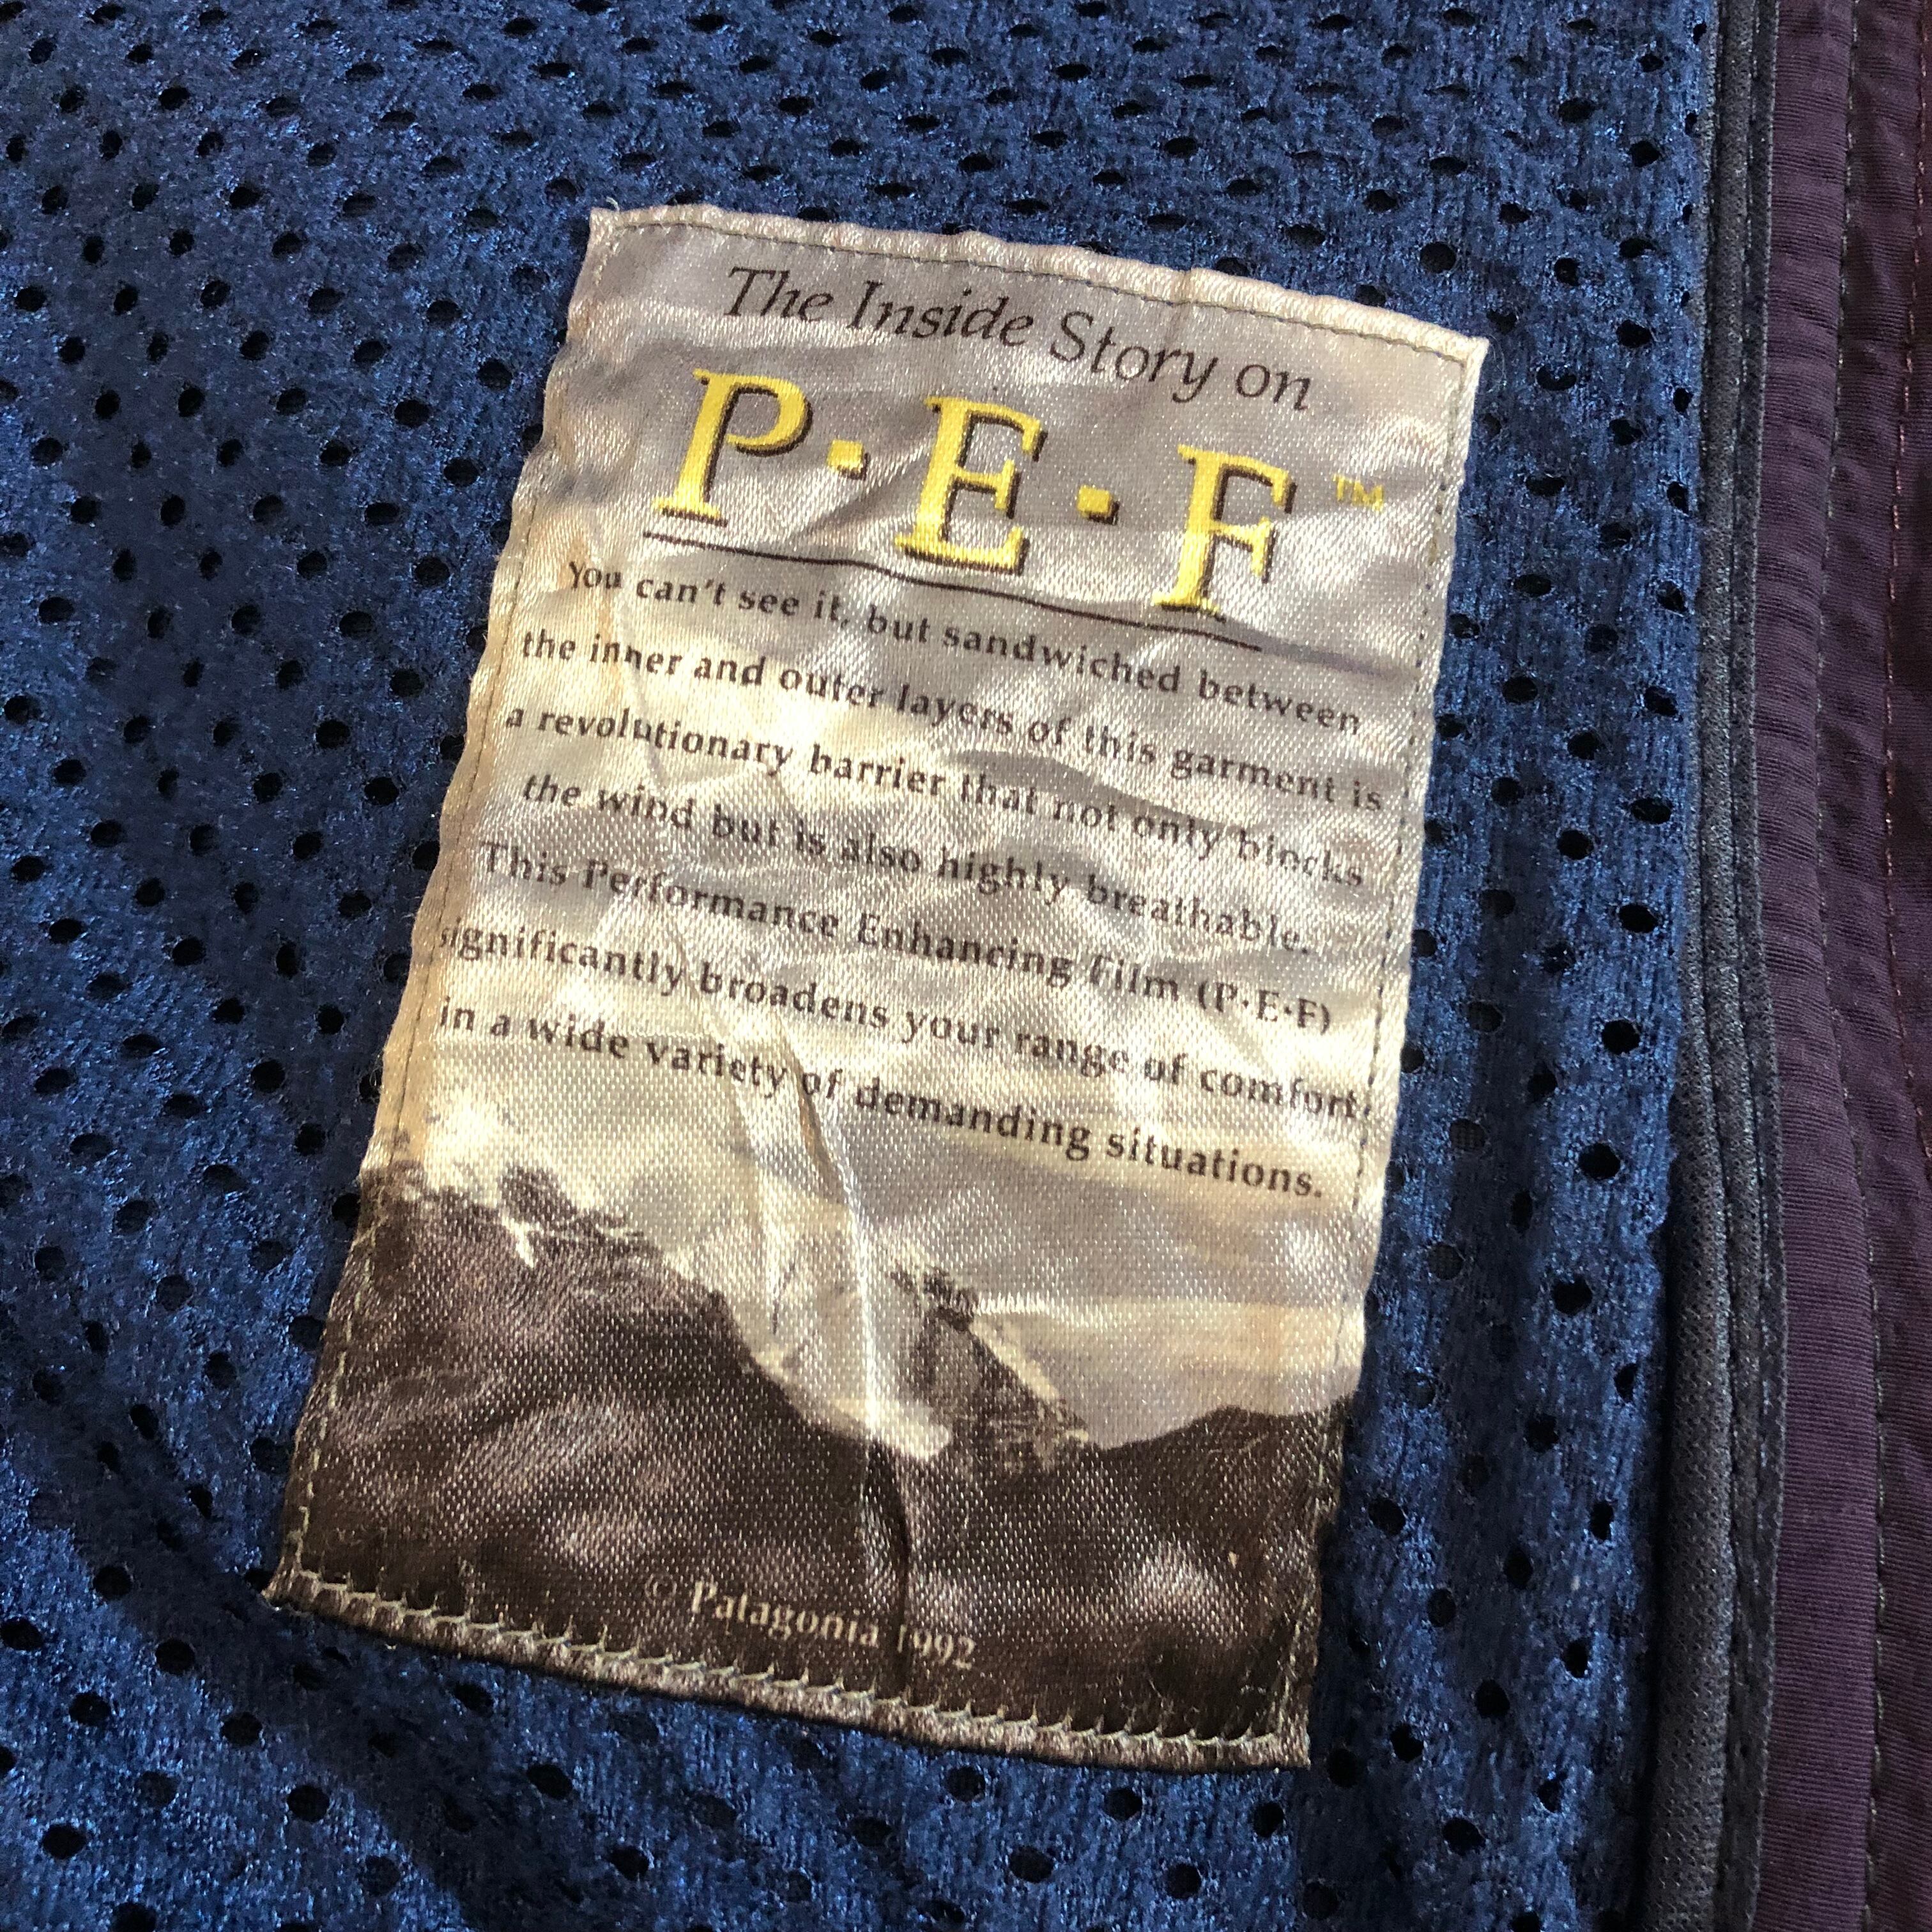 The Inside Story on
P·E·F™
You can't see it, but sandwiched between
the inner and outer layers of this garment is
a revolutionary barrier that not only blocks
the wind but is also highly breathable.
This Performance Enhancing Film (P·E·F)
significantly broadens your range of comfort
in a wide variety of demanding situations.
© Patagonia 1992